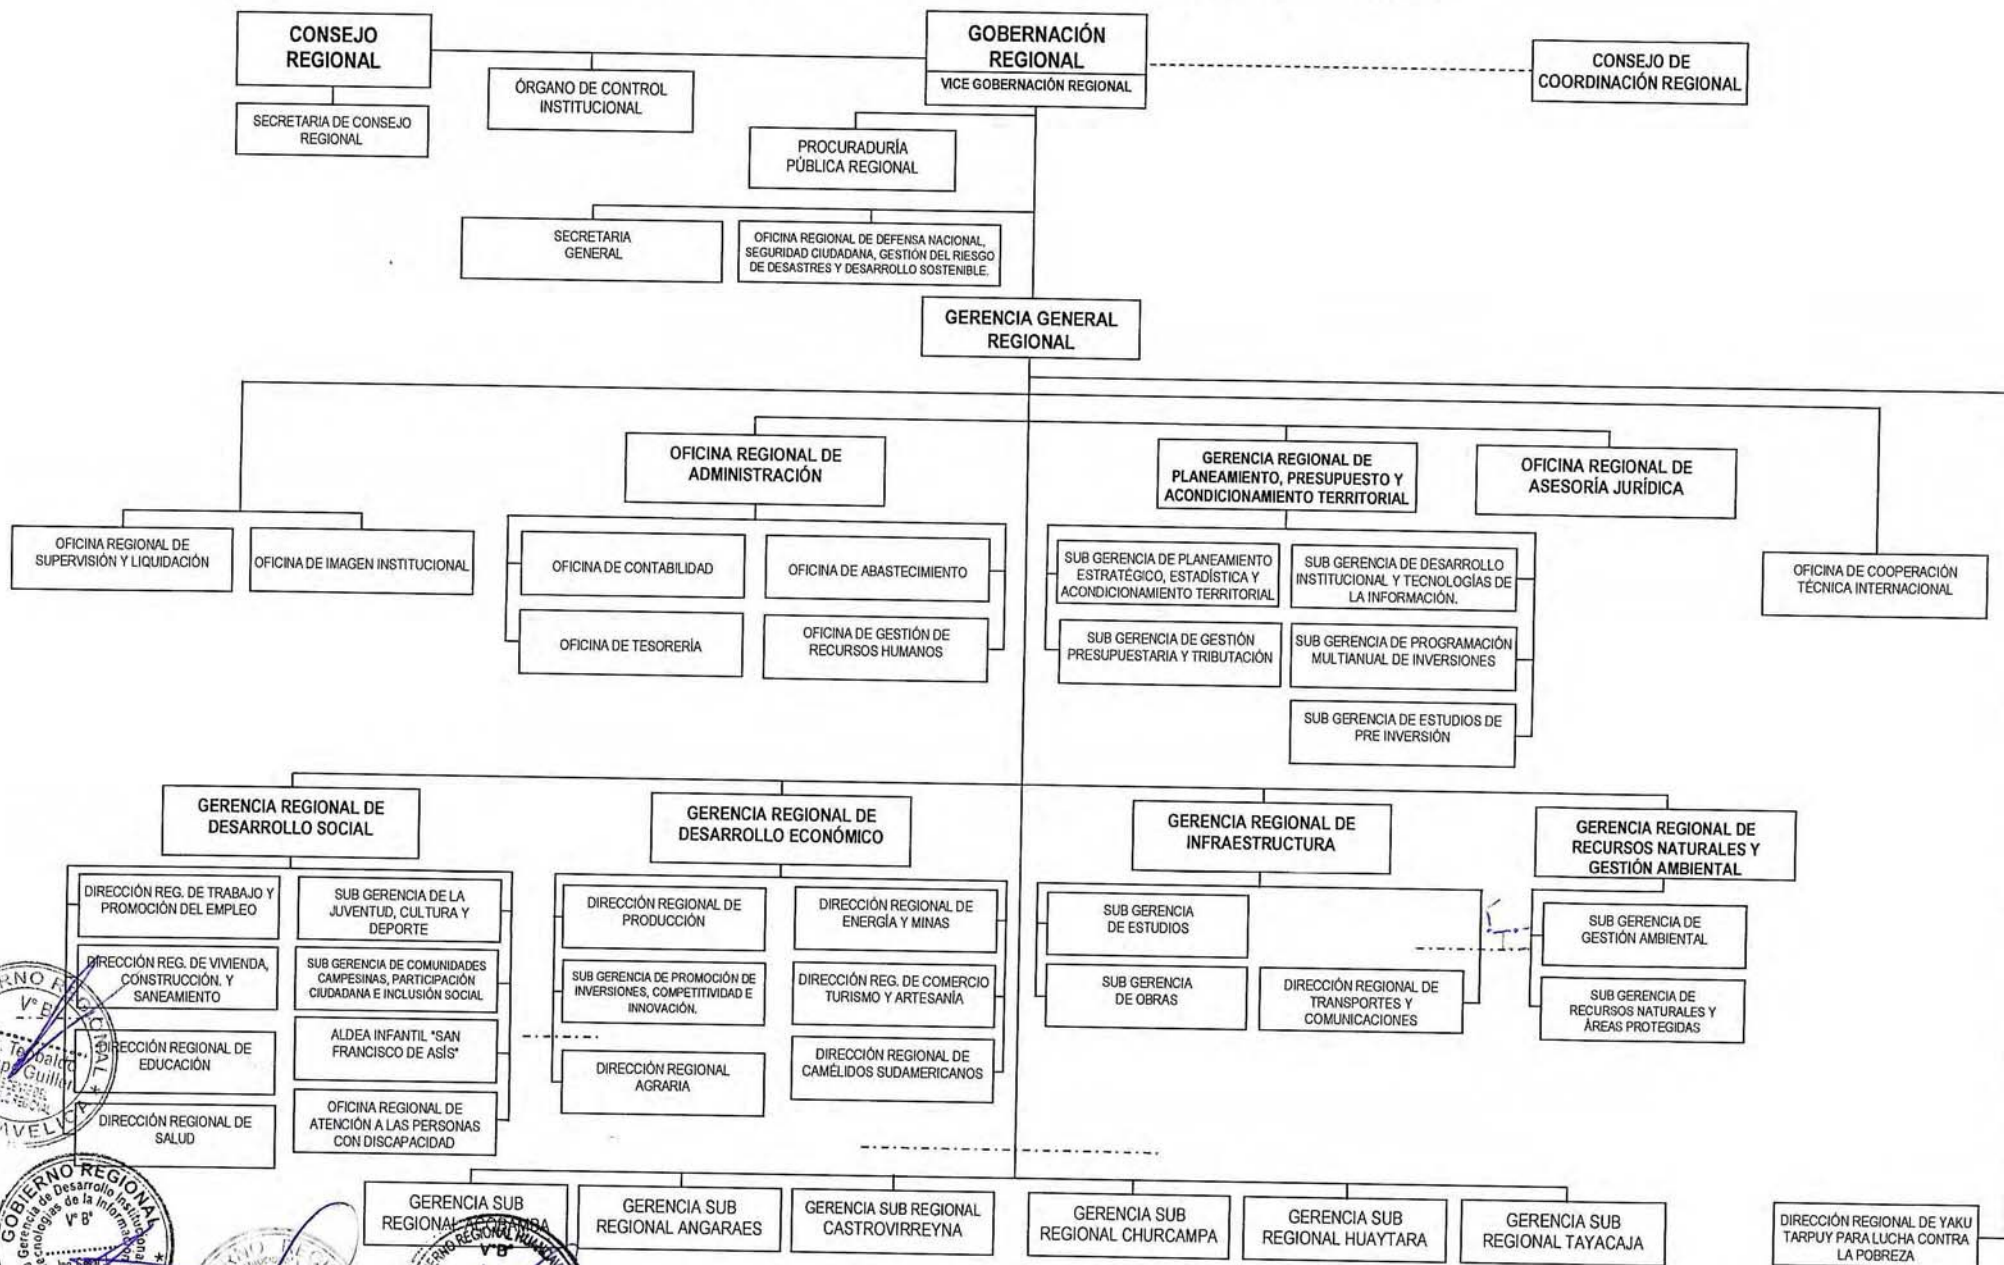 CONSEJO
REGIONAL
GOBERNACIÓN
REGIONAL
VICE GOBERNACIÓN REGIONAL
CONSEJO DE
COORDINACIÓN REGIONAL
ÓRGANO DE CONTROL
INSTITUCIONAL
SECRETARIA DE CONSEJO
REGIONAL
PROCURADURÍA
PÚBLICA REGIONAL
SECRETARIA
GENERAL
OFICINA REGIONAL DE DEFENSA NACIONAL,
SEGURIDAD CIUDADANA, GESTIÓN DEL RIESGO
DE DESASTRES Y DESARROLLO SOSTENIBLE.
GERENCIA GENERAL
REGIONAL
OFICINA REGIONAL DE
ADMINISTRACIÓN
GERENCIA REGIONAL DE
PLANEAMIENTO, PRESUPUESTO Y
ACONDICIONAMIENTO TERRITORIAL
OFICINA REGIONAL DE
ASESORÍA JURÍDICA
OFICINA REGIONAL DE
SUPERVISIÓN Y LIQUIDACIÓN
OFICINA DE IMAGEN INSTITUCIONAL
OFICINA DE CONTABILIDAD
OFICINA DE ABASTECIMIENTO
OFICINA DE TESORERÍA
OFICINA DE GESTIÓN DE
RECURSOS HUMANOS
SUB GERENCIA DE PLANEAMIENTO
ESTRATÉGICO, ESTADÍSTICA Y
ACONDICIONAMIENTO TERRITORIAL
SUB GERENCIA DE DESARROLLO
INSTITUCIONAL Y TECNOLOGÍAS DE
LA INFORMACIÓN.
SUB GERENCIA DE GESTIÓN
PRESUPUESTARIA Y TRIBUTACIÓN
SUB GERENCIA DE PROGRAMACIÓN
MULTIANUAL DE INVERSIONES
SUB GERENCIA DE ESTUDIOS DE
PRE INVERSIÓN
OFICINA DE COOPERACIÓN
TÉCNICA INTERNACIONAL
GERENCIA REGIONAL DE
DESARROLLO SOCIAL
GERENCIA REGIONAL DE
DESARROLLO ECONÓMICO
GERENCIA REGIONAL DE
INFRAESTRUCTURA
GERENCIA REGIONAL DE
RECURSOS NATURALES Y
GESTIÓN AMBIENTAL
DIRECCIÓN REG. DE TRABAJO Y
PROMOCIÓN DEL EMPLEO
SUB GERENCIA DE LA
JUVENTUD, CULTURA Y
DEPORTE
DIRECCIÓN REG. DE VIVIENDA,
CONSTRUCCIÓN. Y
SANEAMIENTO
SUB GERENCIA DE COMUNIDADES
CAMPESINAS, PARTICIPACIÓN
CIUDADANA E INCLUSIÓN SOCIAL
DIRECCIÓN REGIONAL DE
EDUCACIÓN
ALDEA INFANTIL "SAN
FRANCISCO DE ASÍS"
DIRECCIÓN REGIONAL DE
SALUD
OFICINA REGIONAL DE
ATENCIÓN A LAS PERSONAS
CON DISCAPACIDAD
DIRECCIÓN REGIONAL DE
PRODUCCIÓN
DIRECCIÓN REGIONAL DE
ENERGÍA Y MINAS
SUB GERENCIA DE PROMOCIÓN DE
INVERSIONES, COMPETITIVIDAD E
INNOVACIÓN.
DIRECCIÓN REG. DE COMERCIO
TURISMO Y ARTESANÍA
DIRECCIÓN REGIONAL
AGRARIA
DIRECCIÓN REGIONAL DE
CAMÉLIDOS SUDAMERICANOS
SUB GERENCIA
DE ESTUDIOS
SUB GERENCIA
DE OBRAS
DIRECCIÓN REGIONAL DE
TRANSPORTES Y
COMUNICACIONES
SUB GERENCIA DE
GESTIÓN AMBIENTAL
SUB GERENCIA DE
RECURSOS NATURALES Y
ÁREAS PROTEGIDAS
GERENCIA SUB
REGIONAL ACOBAMBA
GERENCIA SUB
REGIONAL ANGARAES
GERENCIA SUB REGIONAL
CASTROVIRREYNA
GERENCIA SUB
REGIONAL CHURCAMPA
GERENCIA SUB
REGIONAL HUAYTARA
GERENCIA SUB
REGIONAL TAYACAJA
DIRECCIÓN REGIONAL DE YAKU
TARPUY PARA LUCHA CONTRA
LA POBREZA
V° B°
GOBIERNO REGIONAL
Gerencia de Desarrollo Institucional
Tecnologías de la Información
V° B°
V°B°